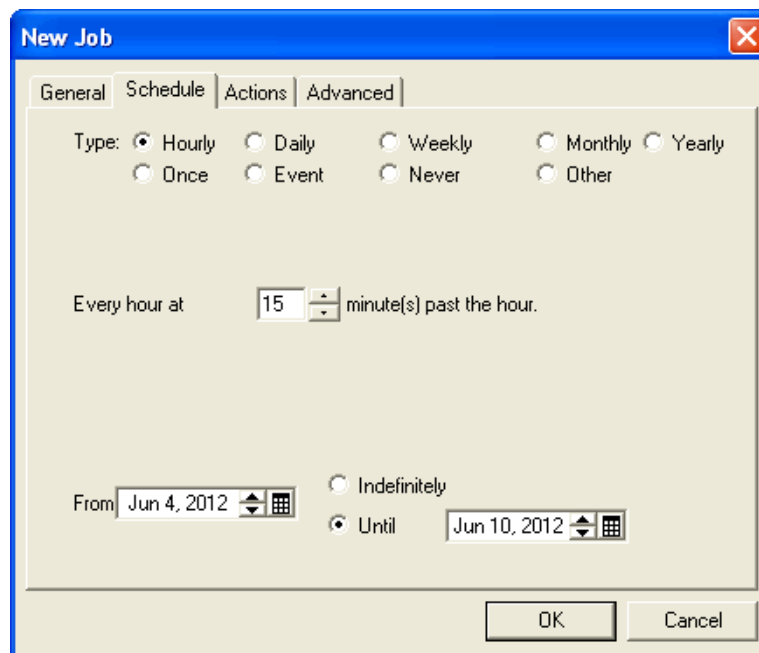 New Job
General Schedule Actions Advanced
Type: Hourly Daily Weekly Monthly Yearly
Once Event Never Other
Every hour at 15 minute(s) past the hour.
Indefinitely
From Jun 4, 2012 Until Jun 10, 2012
OK Cancel